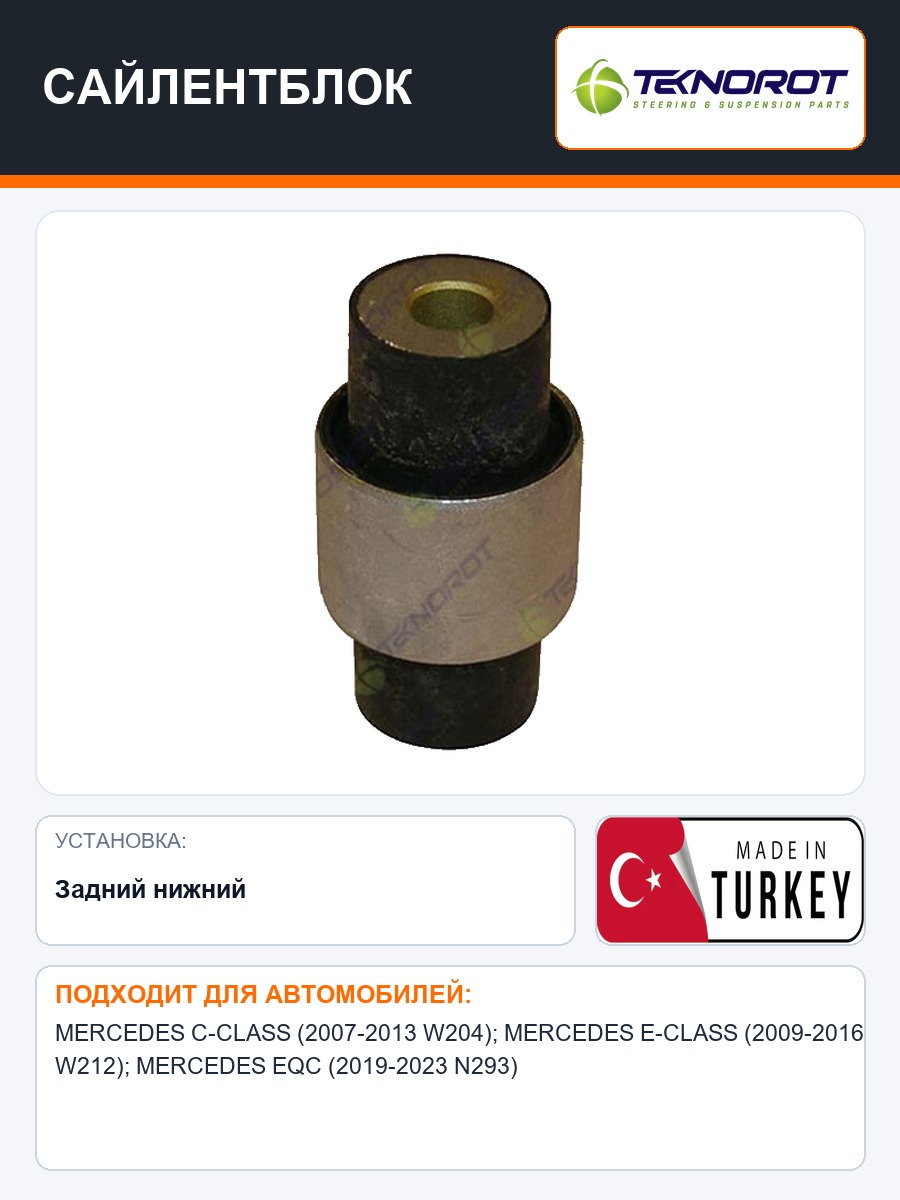 САЙЛЕНТБЛОК
TEKNOROT
STEERING & SUSPENSION PARTS
TEKNOROT
УСТАНОВКА:
Задний нижний
MADE IN
TURKEY
ПОДХОДИТ ДЛЯ АВТОМОБИЛЕЙ:
MERCEDES C-CLASS (2007-2013 W204); MERCEDES E-CLASS (2009-2016
W212); MERCEDES EQC (2019-2023 N293)